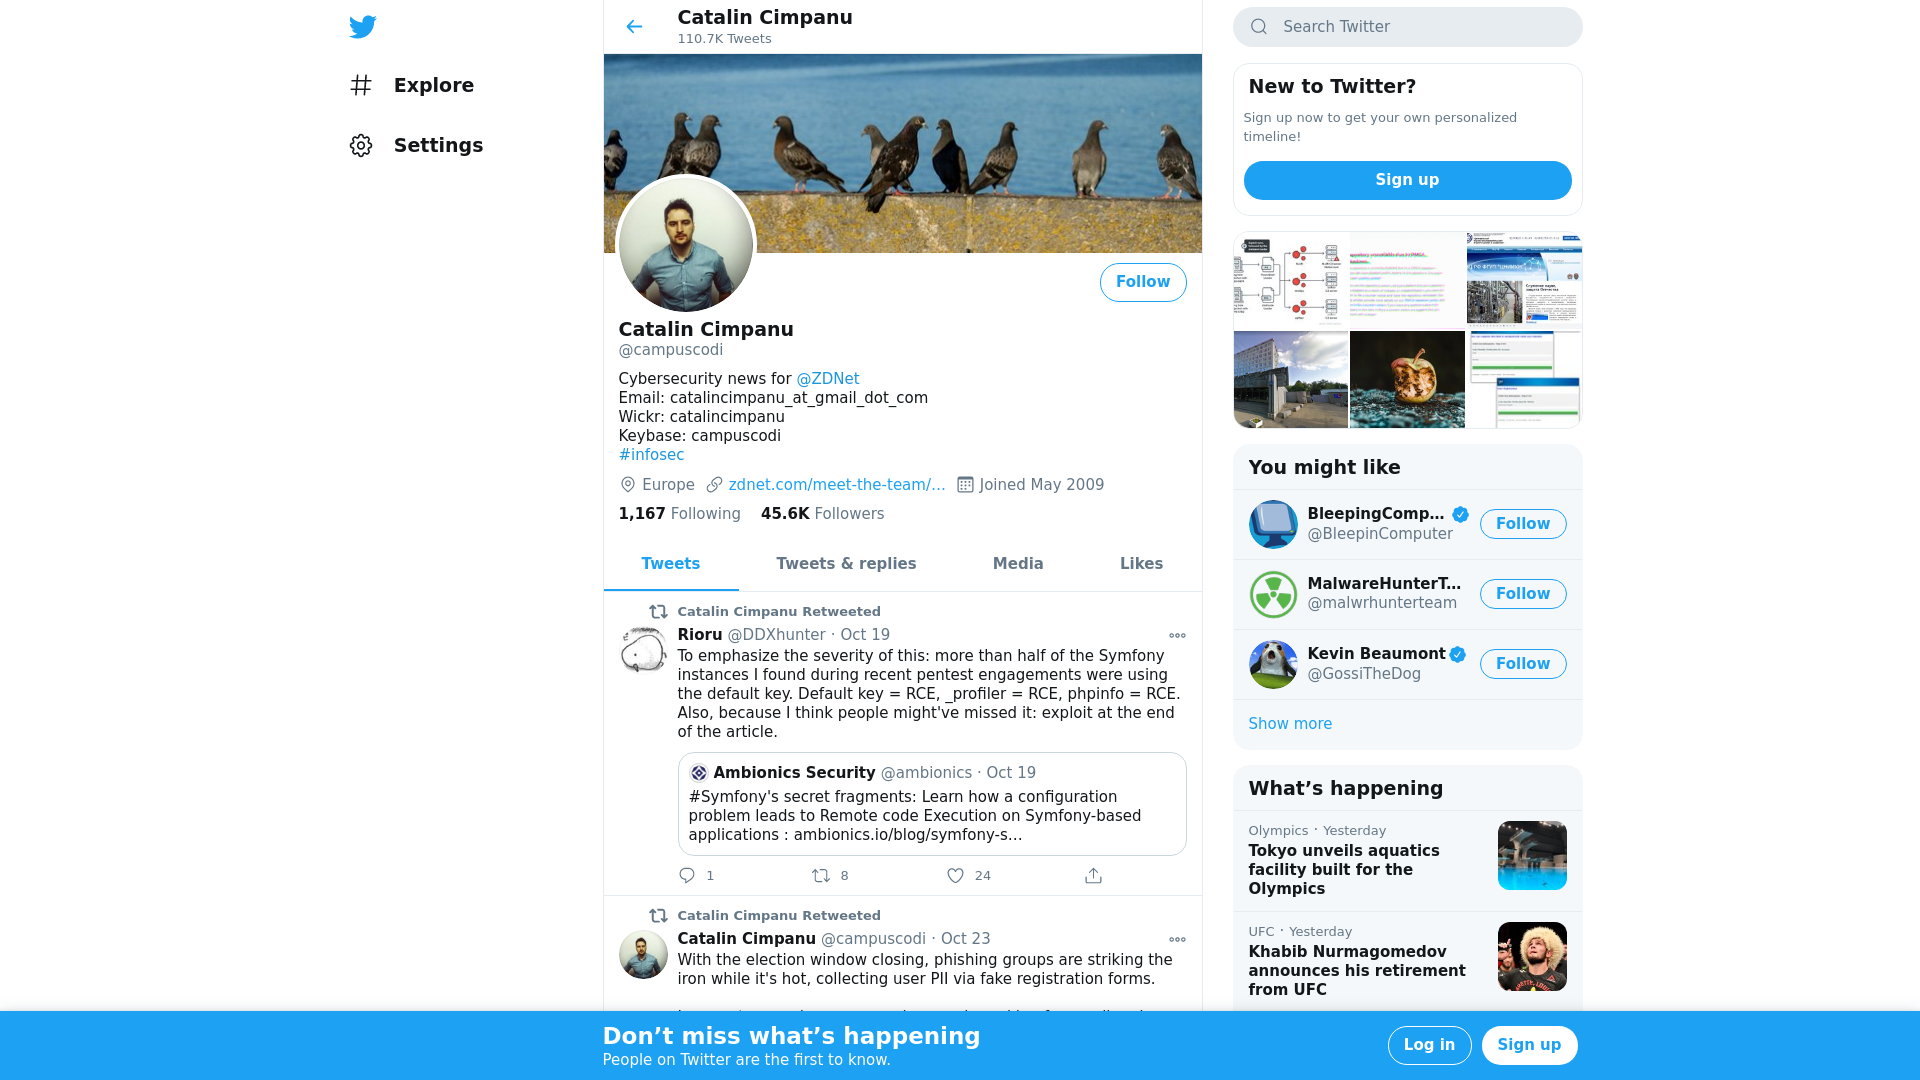 Explore
Settings
Catalin Cimpanu
110.7K Tweets
Follow
Catalin Cimpanu
@campuscodi
Cybersecurity news for @ZDNet
Email: catalincimpanu_at_gmail_dot_com
Wickr: catalincimpanu
Keybase: campuscodi
#infosec
Europe zdnet.com/meet-the-team/… Joined May 2009
1,167 Following 45.6K Followers
Tweets Tweets & replies Media Likes
Catalin Cimpanu Retweeted
Rioru @DDXhunter · Oct 19
To emphasize the severity of this: more than half of the Symfony
instances I found during recent pentest engagements were using
the default key. Default key = RCE, _profiler = RCE, phpinfo = RCE.
Also, because I think people might've missed it: exploit at the end
of the article.
Ambionics Security @ambionics · Oct 19
#Symfony's secret fragments: Learn how a configuration
problem leads to Remote code Execution on Symfony-based
applications : ambionics.io/blog/symfony-s…
1 8 24
Catalin Cimpanu Retweeted
Catalin Cimpanu @campuscodi · Oct 23
With the election window closing, phishing groups are striking the
iron while it's hot, collecting user PII via fake registration forms.
Search Twitter
New to Twitter?
Sign up now to get your own personalized
timeline!
Sign up
You might like
BleepingComp…
@BleepinComputer
Follow
MalwareHunterT…
@malwrhunterteam
Follow
Kevin Beaumont
@GossiTheDog
Follow
Show more
What’s happening
Olympics · Yesterday
Tokyo unveils aquatics
facility built for the
Olympics
UFC · Yesterday
Khabib Nurmagomedov
announces his retirement
from UFC
Don’t miss what’s happening
People on Twitter are the first to know.
Log in
Sign up